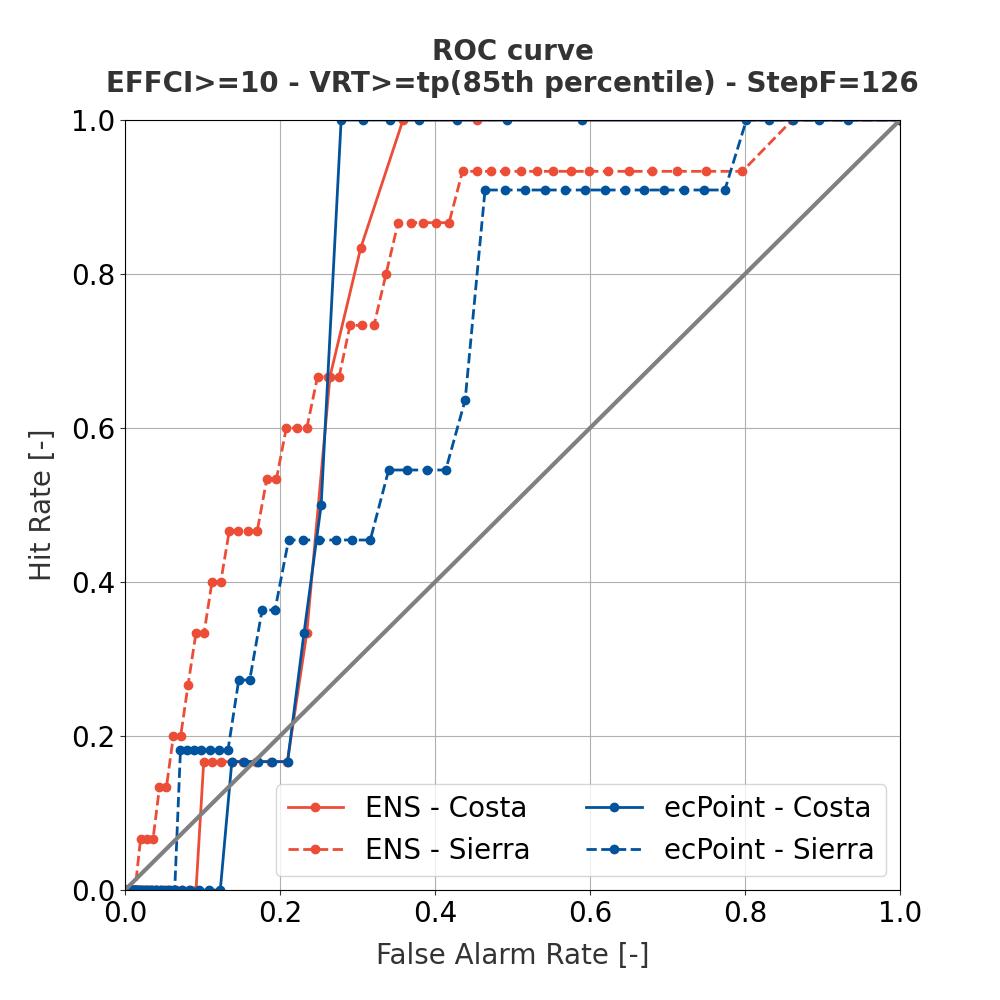 ROC curve
EFFCI>=10 - VRT>=tp(85th percentile) - StepF=126
1.0
0.8
0.6
0.4
0.2
0.0
Hit Rate [-]
0.0 0.2 0.4 0.6 0.8 1.0
False Alarm Rate [-]
ENS - Costa
ENS - Sierra
ecPoint - Costa
ecPoint - Sierra